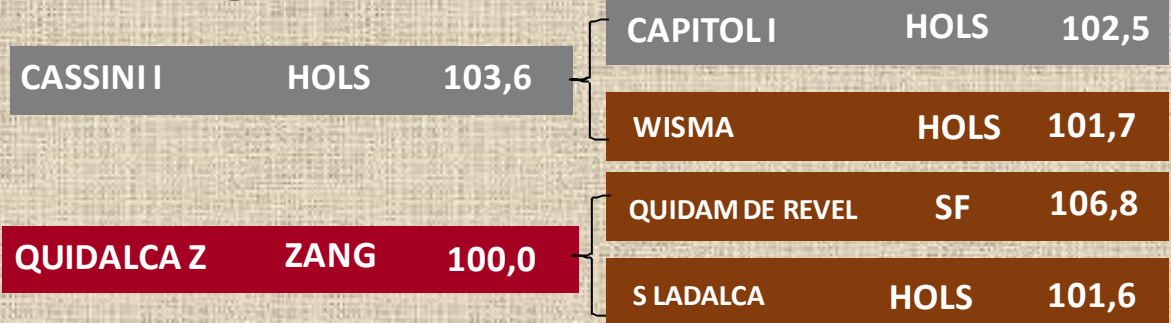 CAPITOL I HOLS 102,5
CASSINI I HOLS 103,6
WISMA HOLS 101,7
QUIDAM DE REVEL SF 106,8
QUIDALCA Z ZANG 100,0
S LADALCA HOLS 101,6